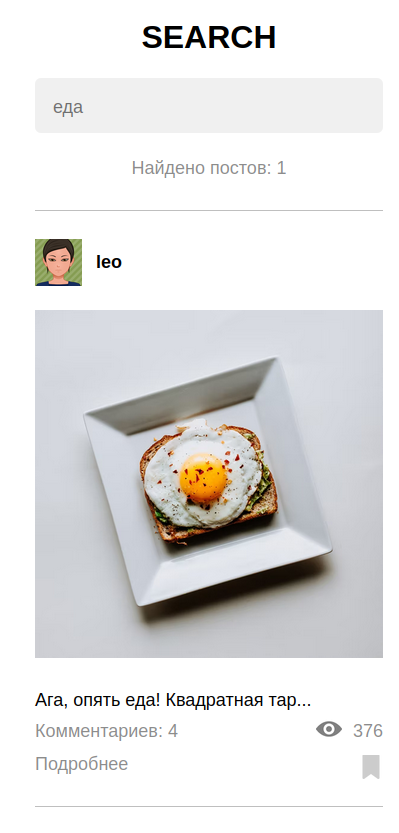 SEARCH
еда
Найдено постов: 1
leo
Ага, опять еда! Квадратная тар...
Комментариев: 4
376
Подробнее